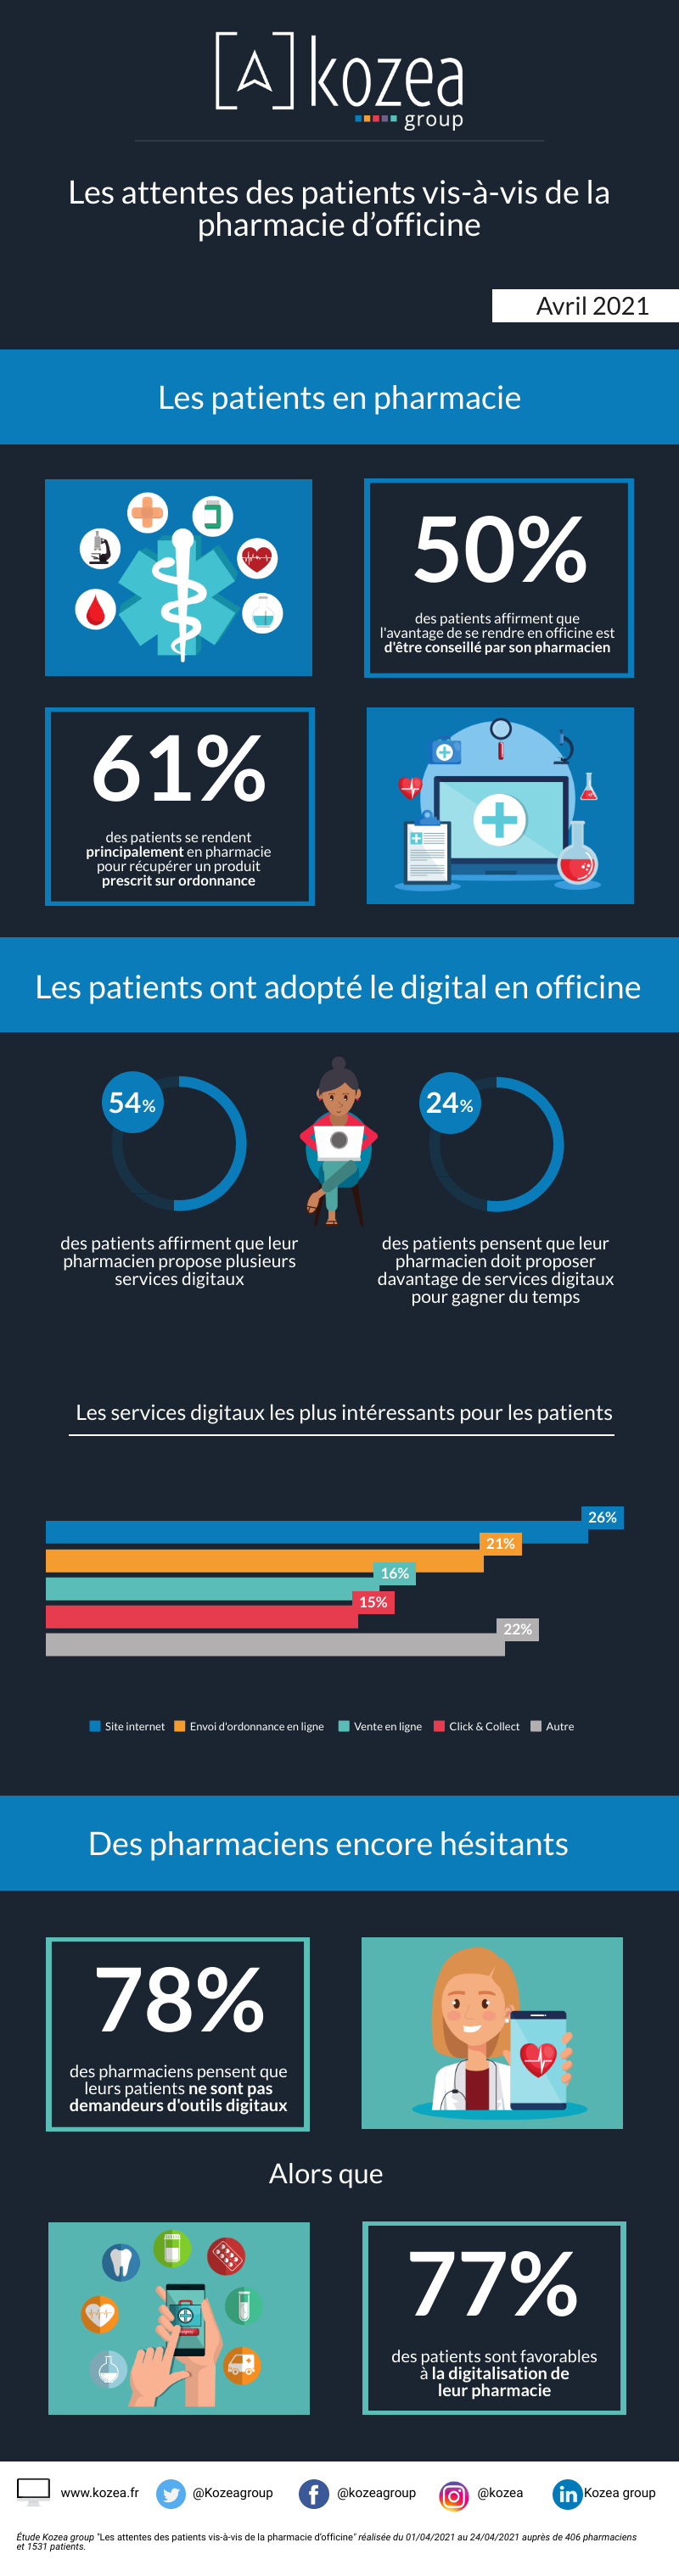 [A] kozea
group
Les attentes des patients vis-à-vis de la
pharmacie d'officine
Avril 2021
Les patients en pharmacie
50%
des patients affirment que
l'avantage de se rendre en officine est
d'être conseillé par son pharmacien
61%
des patients se rendent
principalement en pharmacie
pour récupérer un produit
prescrit sur ordonnance
Les patients ont adopté le digital en officine
54%
des patients affirment que leur
pharmacien propose plusieurs
services digitaux
24%
des patients pensent que leur
pharmacien doit proposer
davantage de services digitaux
pour gagner du temps
Les services digitaux les plus intéressants pour les patients
26%
21%
16%
15%
22%
Site internet Envoi d'ordonnance en ligne Vente en ligne Click & Collect Autre
Des pharmaciens encore hésitants
78%
des pharmaciens pensent que
leurs patients ne sont pas
demandeurs d'outils digitaux
Alors que
77%
des patients sont favorables
à la digitalisation de
leur pharmacie
www.kozea.fr @Kozeagroup @kozeagroup @kozea in Kozea group
Étude Kozea group "Les attentes des patients vis-à-vis de la pharmacie d'officine" réalisée du 01/04/2021 au 24/04/2021 auprès de 406 pharmaciens
et 1531 patients.